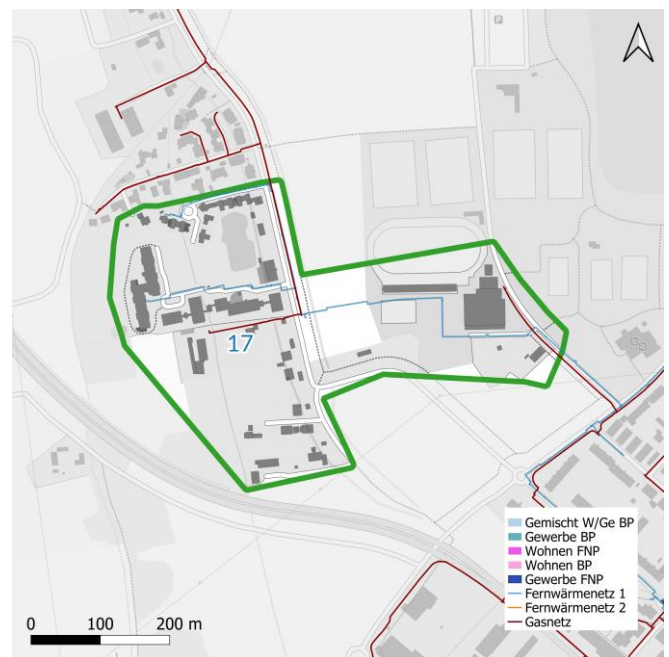 17
Gemischt W/Ge BP
Gewerbe BP
Wohnen FNP
Wohnen BP
Gewerbe FNP
Fernwärmenetz 1
Fernwärmenetz 2
Gasnetz
0 100 200 m